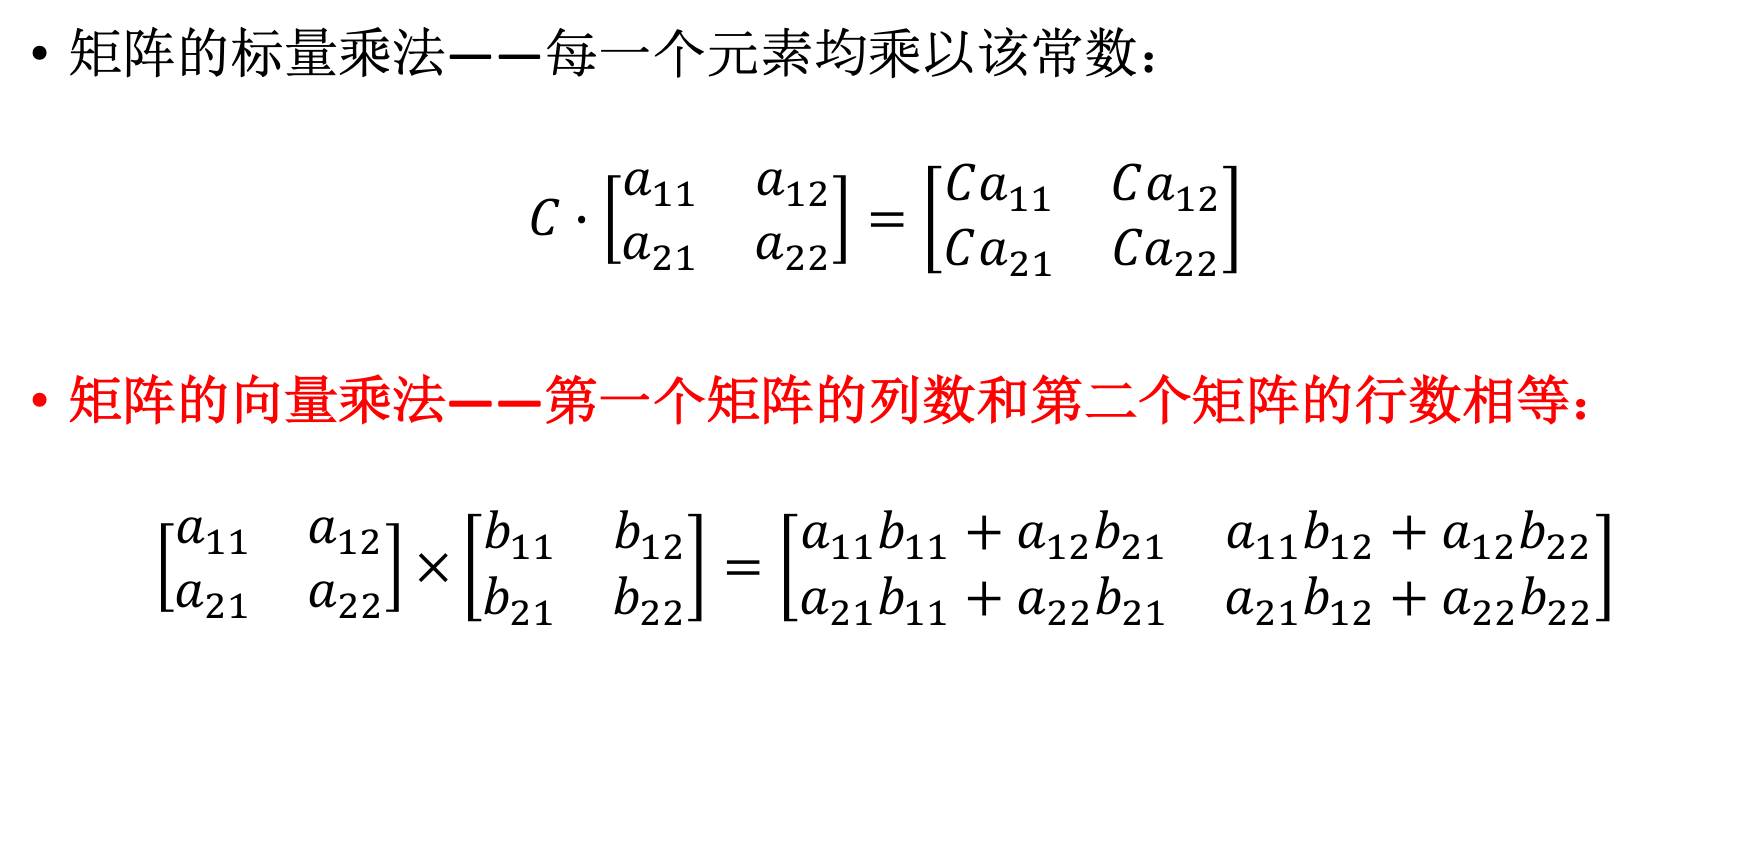 • 矩阵的标量乘法——每一个元素均乘以该常数：
C · [a₁₁ a₁₂; a₂₁ a₂₂] = [Ca₁₁ Ca₁₂; Ca₂₁ Ca₂₂]
• 矩阵的向量乘法——第一个矩阵的列数和第二个矩阵的行数相等：
[a₁₁ a₁₂; a₂₁ a₂₂] × [b₁₁ b₁₂; b₂₁ b₂₂] = [a₁₁b₁₁ + a₁₂b₂₁ a₁₁b₁₂ + a₁₂b₂₂; a₂₁b₁₁ + a₂₂b₂₁ a₂₁b₁₂ + a₂₂b₂₂]